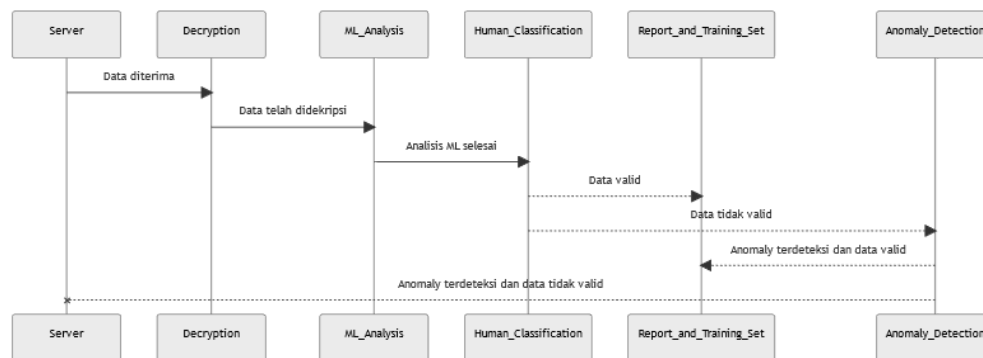 Server
Decryption
ML_Analysis
Human_Classification
Report_and_Training_Set
Anomaly_Detection
Data diterima
Data telah didekripsi
Analisis ML selesai
Data valid
Data tidak valid
Anomaly terdeteksi dan data valid
Anomaly terdeteksi dan data tidak valid
Server
Decryption
ML_Analysis
Human_Classification
Report_and_Training_Set
Anomaly_Detection